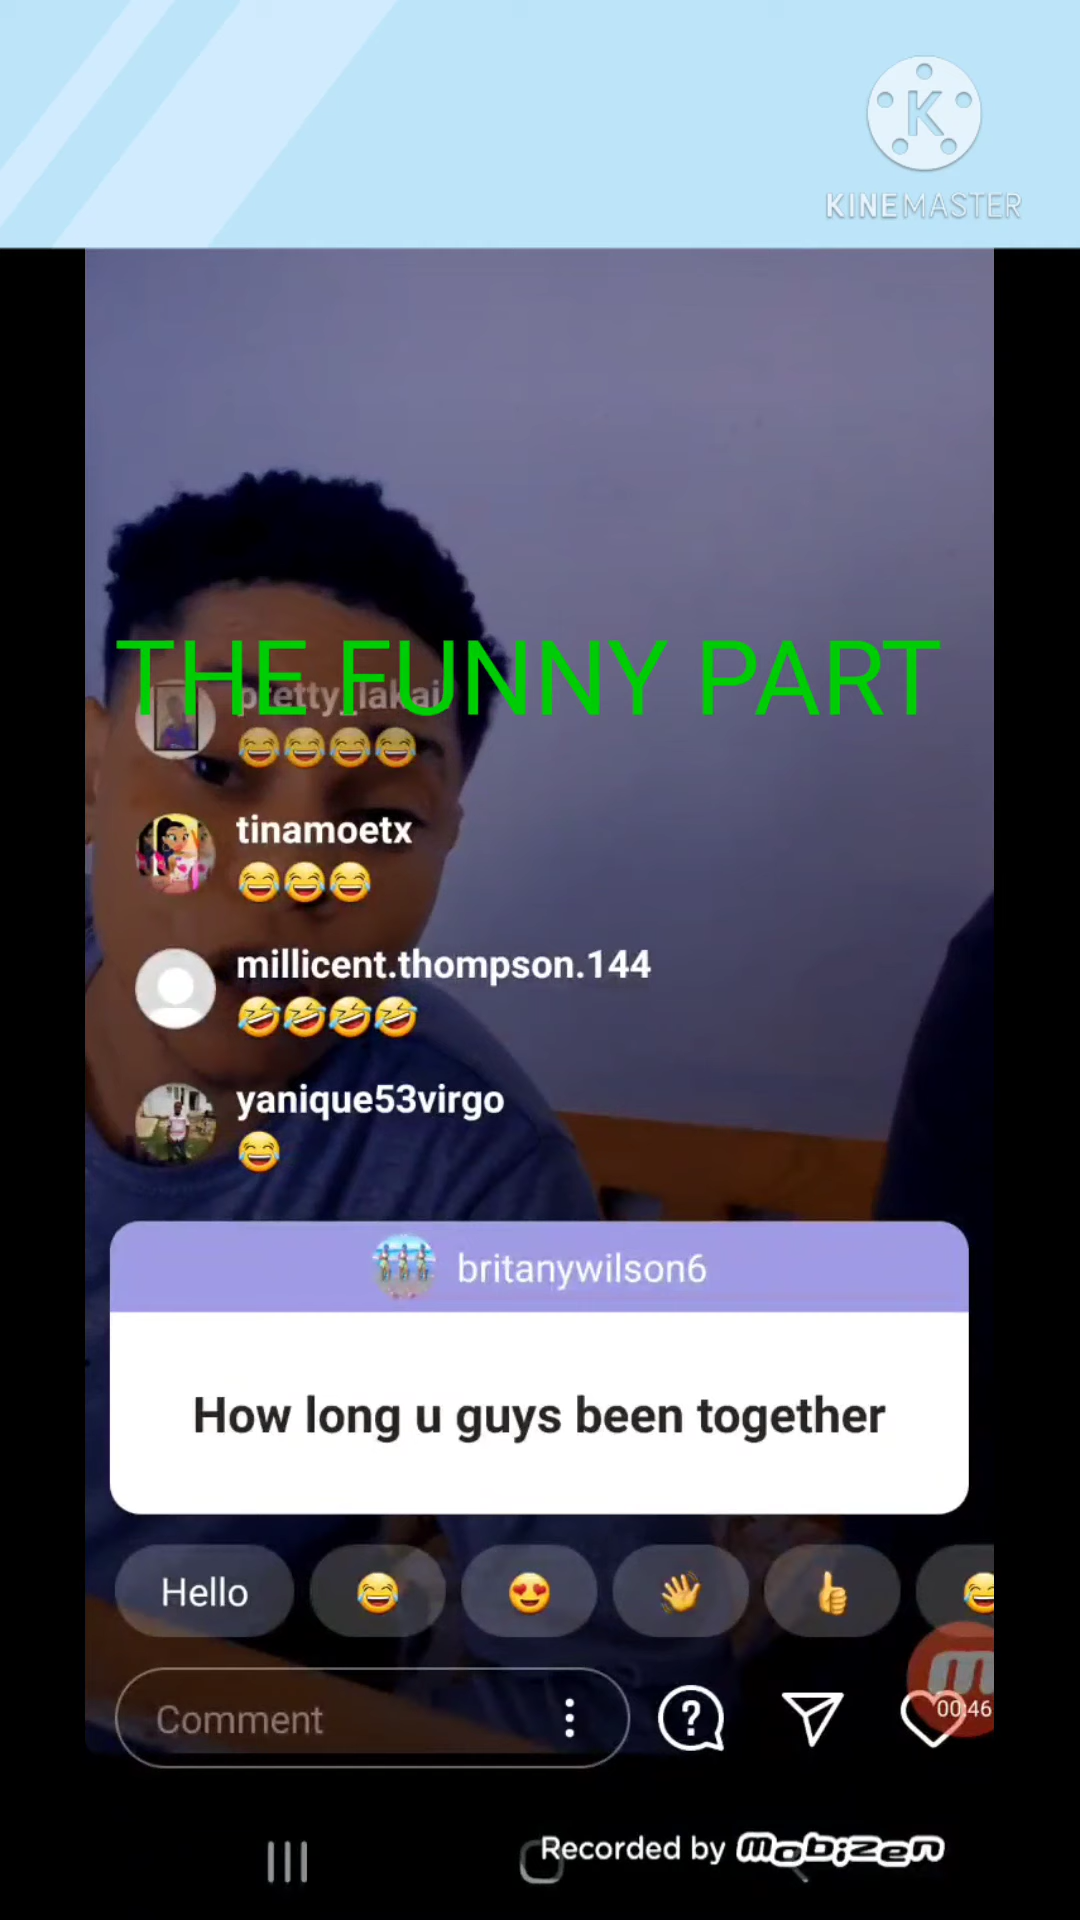 K
KINEMASTER
THE FUNNY PART
pretty_lakai
😂😂😂😂
tinamoetx
😂😂😂
millicent.thompson.144
🤣🤣🤣🤣
yanique53virgo
😂
britanywilson6
How long u guys been together
Hello 😂 😍 👋 👍 😂
Comment
00:46
Recorded by mobizen